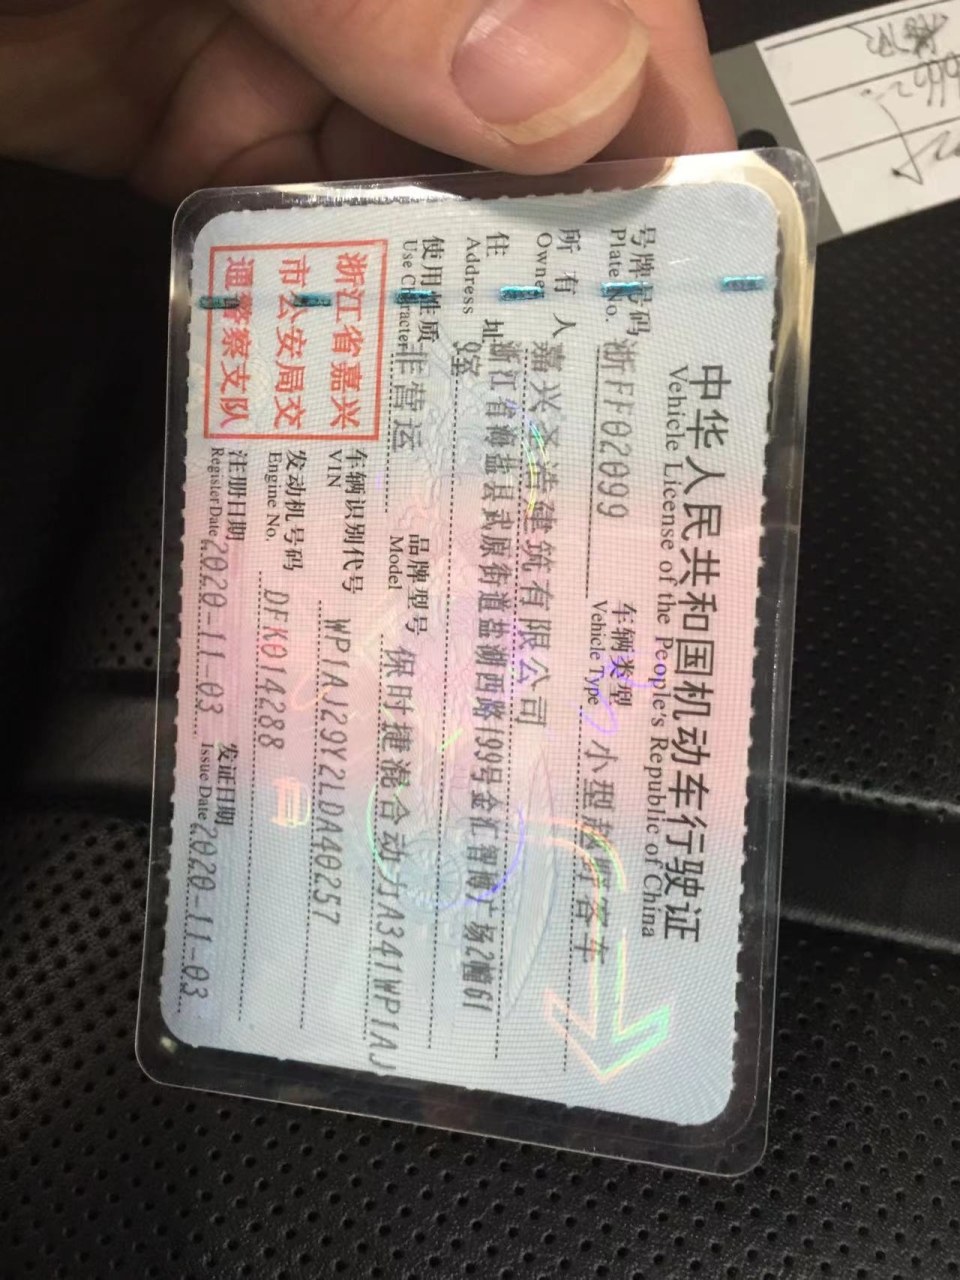 中华人民共和国机动车行驶证
Vehicle License of the People's Republic of China
号牌号码 浙FF02099 车辆类型 小型越野客车
Plate No. Vehicle Type
所有人 嘉兴圣浩建筑有限公司
Owner
住址 浙江省海盐县武原街道盐湖西路199号金汇智博广场2幢61
Address 9室
使用性质 非营运 品牌型号 保时捷混合动力A341WP1AJ
Use Character Model
浙江省嘉兴
市公安局交
通警察支队
车辆识别代号 WP1AJ29Y2LDA40257
VIN
发动机号码 DFK014288
Engine No.
注册日期 2020-11-03 发证日期 2020-11-03
Register Date Issue Date